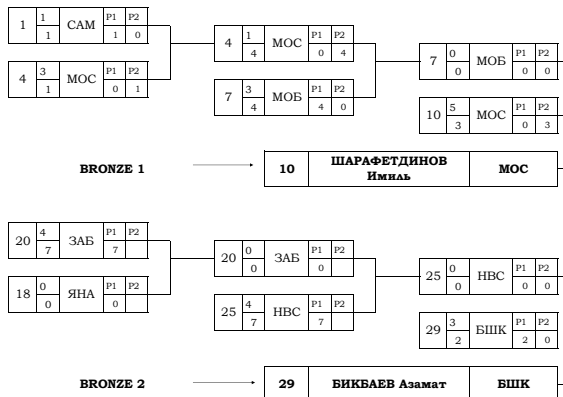 1 1 САМ P1 P2
1 1 0
4 3 МОС P1 P2
1 0 1
4 1 МОС P1 P2
4 0 4
7 3 МОБ P1 P2
4 4 0
7 0 МОБ P1 P2
0 0 0
10 5 МОС P1 P2
3 0 3
BRONZE 1 10 ШАРАФЕТДИНОВ Имиль МОС
20 4 ЗАБ P1 P2
7 7
18 0 ЯНА P1 P2
0 0
20 0 ЗАБ P1 P2
0 0
25 4 НВС P1 P2
7 7
25 0 НВС P1 P2
0 0 0
29 3 БШК P1 P2
2 2 0
BRONZE 2 29 БИКБАЕВ Азамат БШК